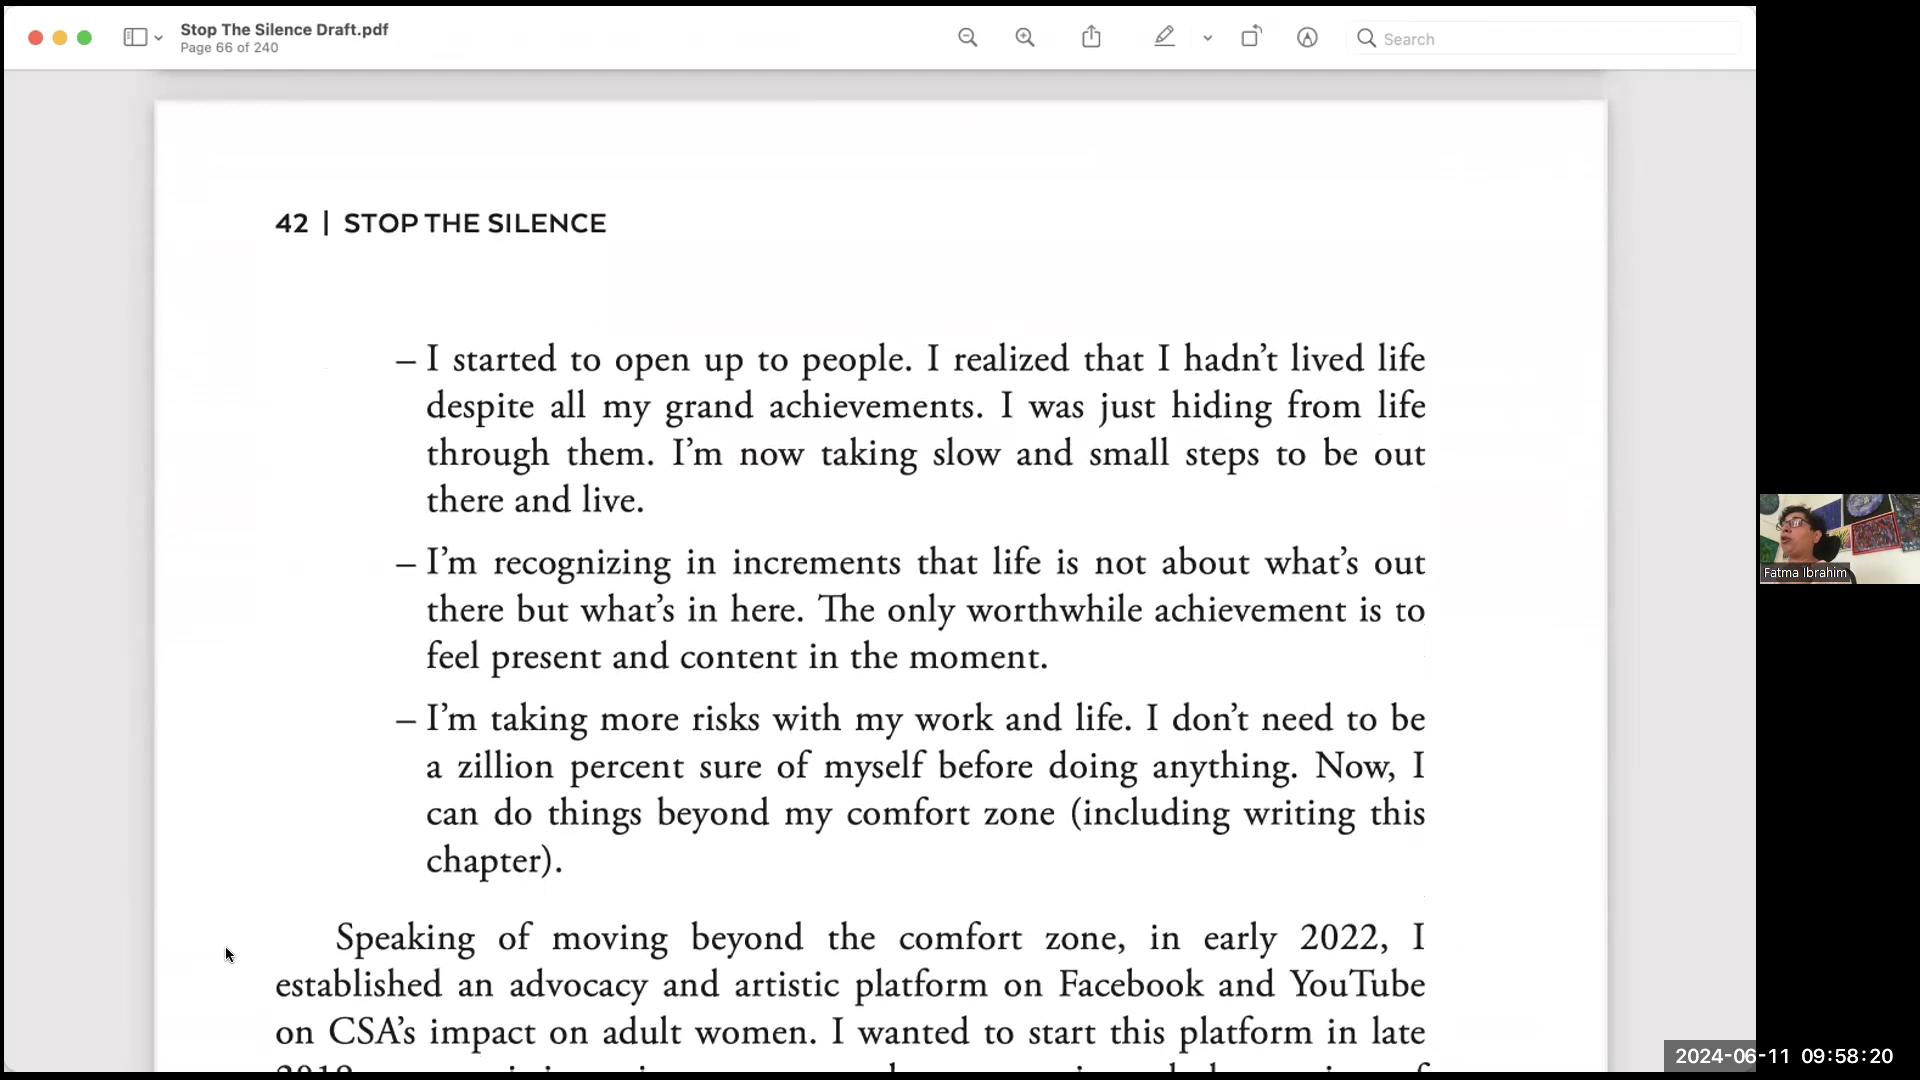 Stop The Silence Draft.pdf
Page 66 of 240
Search
42 | STOP THE SILENCE
– I started to open up to people. I realized that I hadn’t lived life
despite all my grand achievements. I was just hiding from life
through them. I’m now taking slow and small steps to be out
there and live.
– I’m recognizing in increments that life is not about what’s out
there but what’s in here. The only worthwhile achievement is to
feel present and content in the moment.
– I’m taking more risks with my work and life. I don’t need to be
a zillion percent sure of myself before doing anything. Now, I
can do things beyond my comfort zone (including writing this
chapter).
Speaking of moving beyond the comfort zone, in early 2022, I
established an advocacy and artistic platform on Facebook and YouTube
on CSA’s impact on adult women. I wanted to start this platform in late
Fatma Ibrahim
2024-06-11 09:58:20